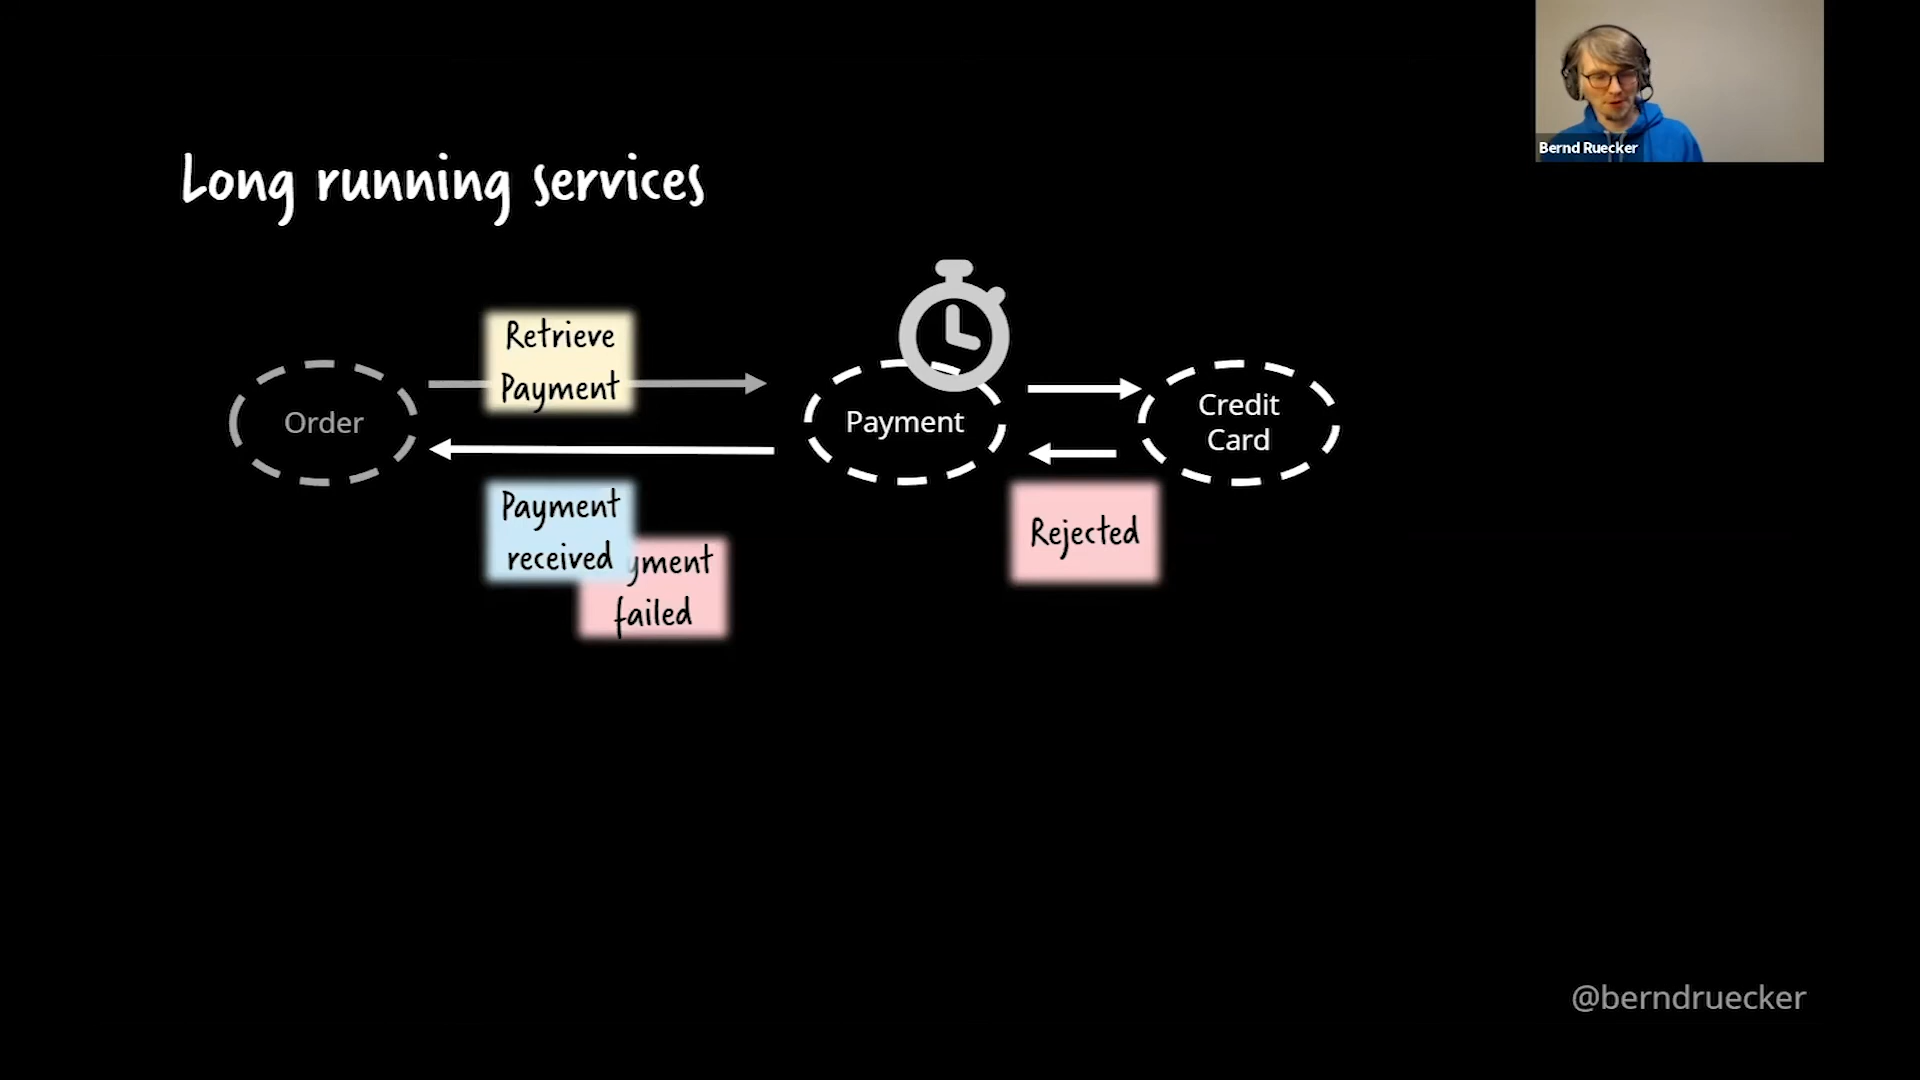 Bernd Ruecker
Long running services
Retrieve
Payment
Order
Payment
Credit
Card
Payment
received
yment
failed
Rejected
@berndruecker